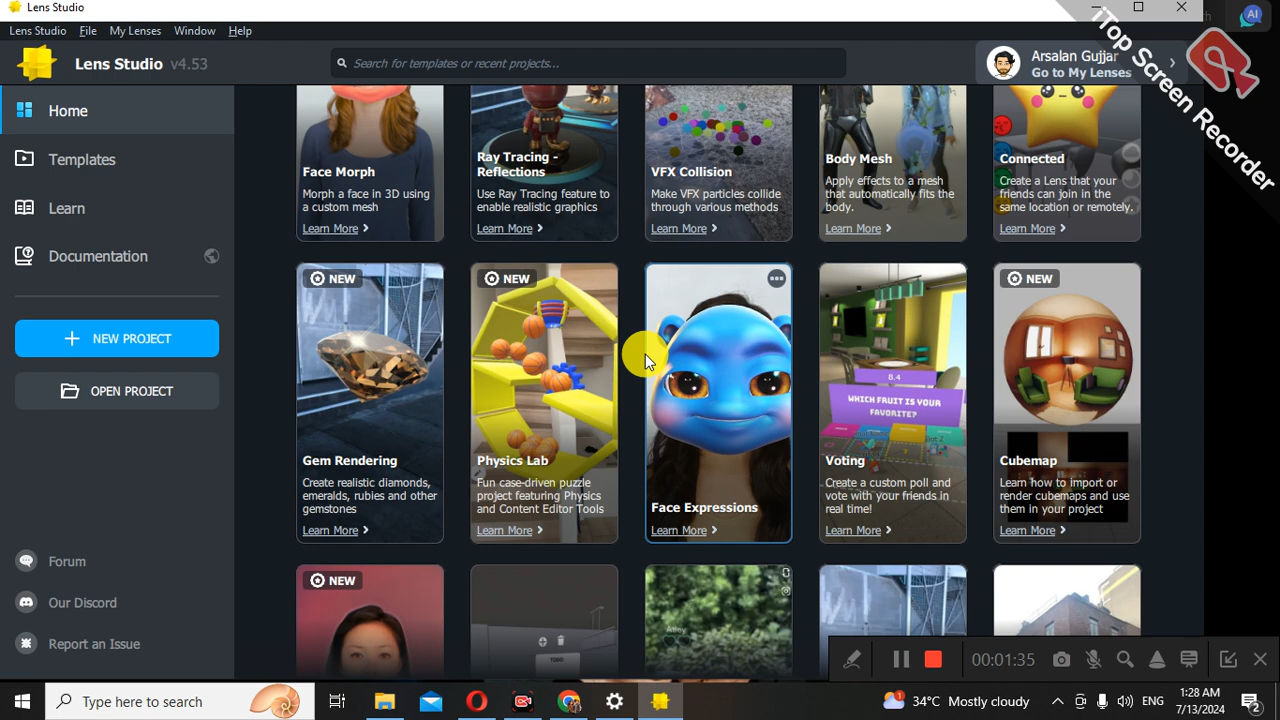 Lens Studio
Lens Studio File My Lenses Window Help
Lens Studio v4.53
Search for templates or recent projects...
Arsalan Gujjar
Go to My Lenses
iTop Screen Recorder
AI
Home
Templates
Learn
Documentation
+ NEW PROJECT
OPEN PROJECT
Forum
Our Discord
Report an Issue
Face Morph
Morph a face in 3D using
a custom mesh
Learn More >
Ray Tracing -
Reflections
Use Ray Tracing feature to
enable realistic graphics
Learn More >
VFX Collision
Make VFX particles collide
through various methods
Learn More >
Body Mesh
Apply effects to a mesh
that automatically fits the
body.
Learn More >
Connected
Create a Lens that your
friends can join in the
same location or remotely.
Learn More >
NEW
Gem Rendering
Create realistic diamonds,
emeralds, rubies and other
gemstones
Learn More >
NEW
Physics Lab
Fun case-driven puzzle
project featuring Physics
and Content Editor Tools
Learn More >
Face Expressions
Learn More >
8.4
WHICH FRUIT IS YOUR
FAVORITE?
Voting
Create a custom poll and
vote with your friends in
real time!
Learn More >
NEW
Cubemap
Learn how to import or
render cubemaps and use
them in your project
Learn More >
NEW
00:01:35
Type here to search
1
34°C Mostly cloudy
ENG
1:28 AM
7/13/2024
2